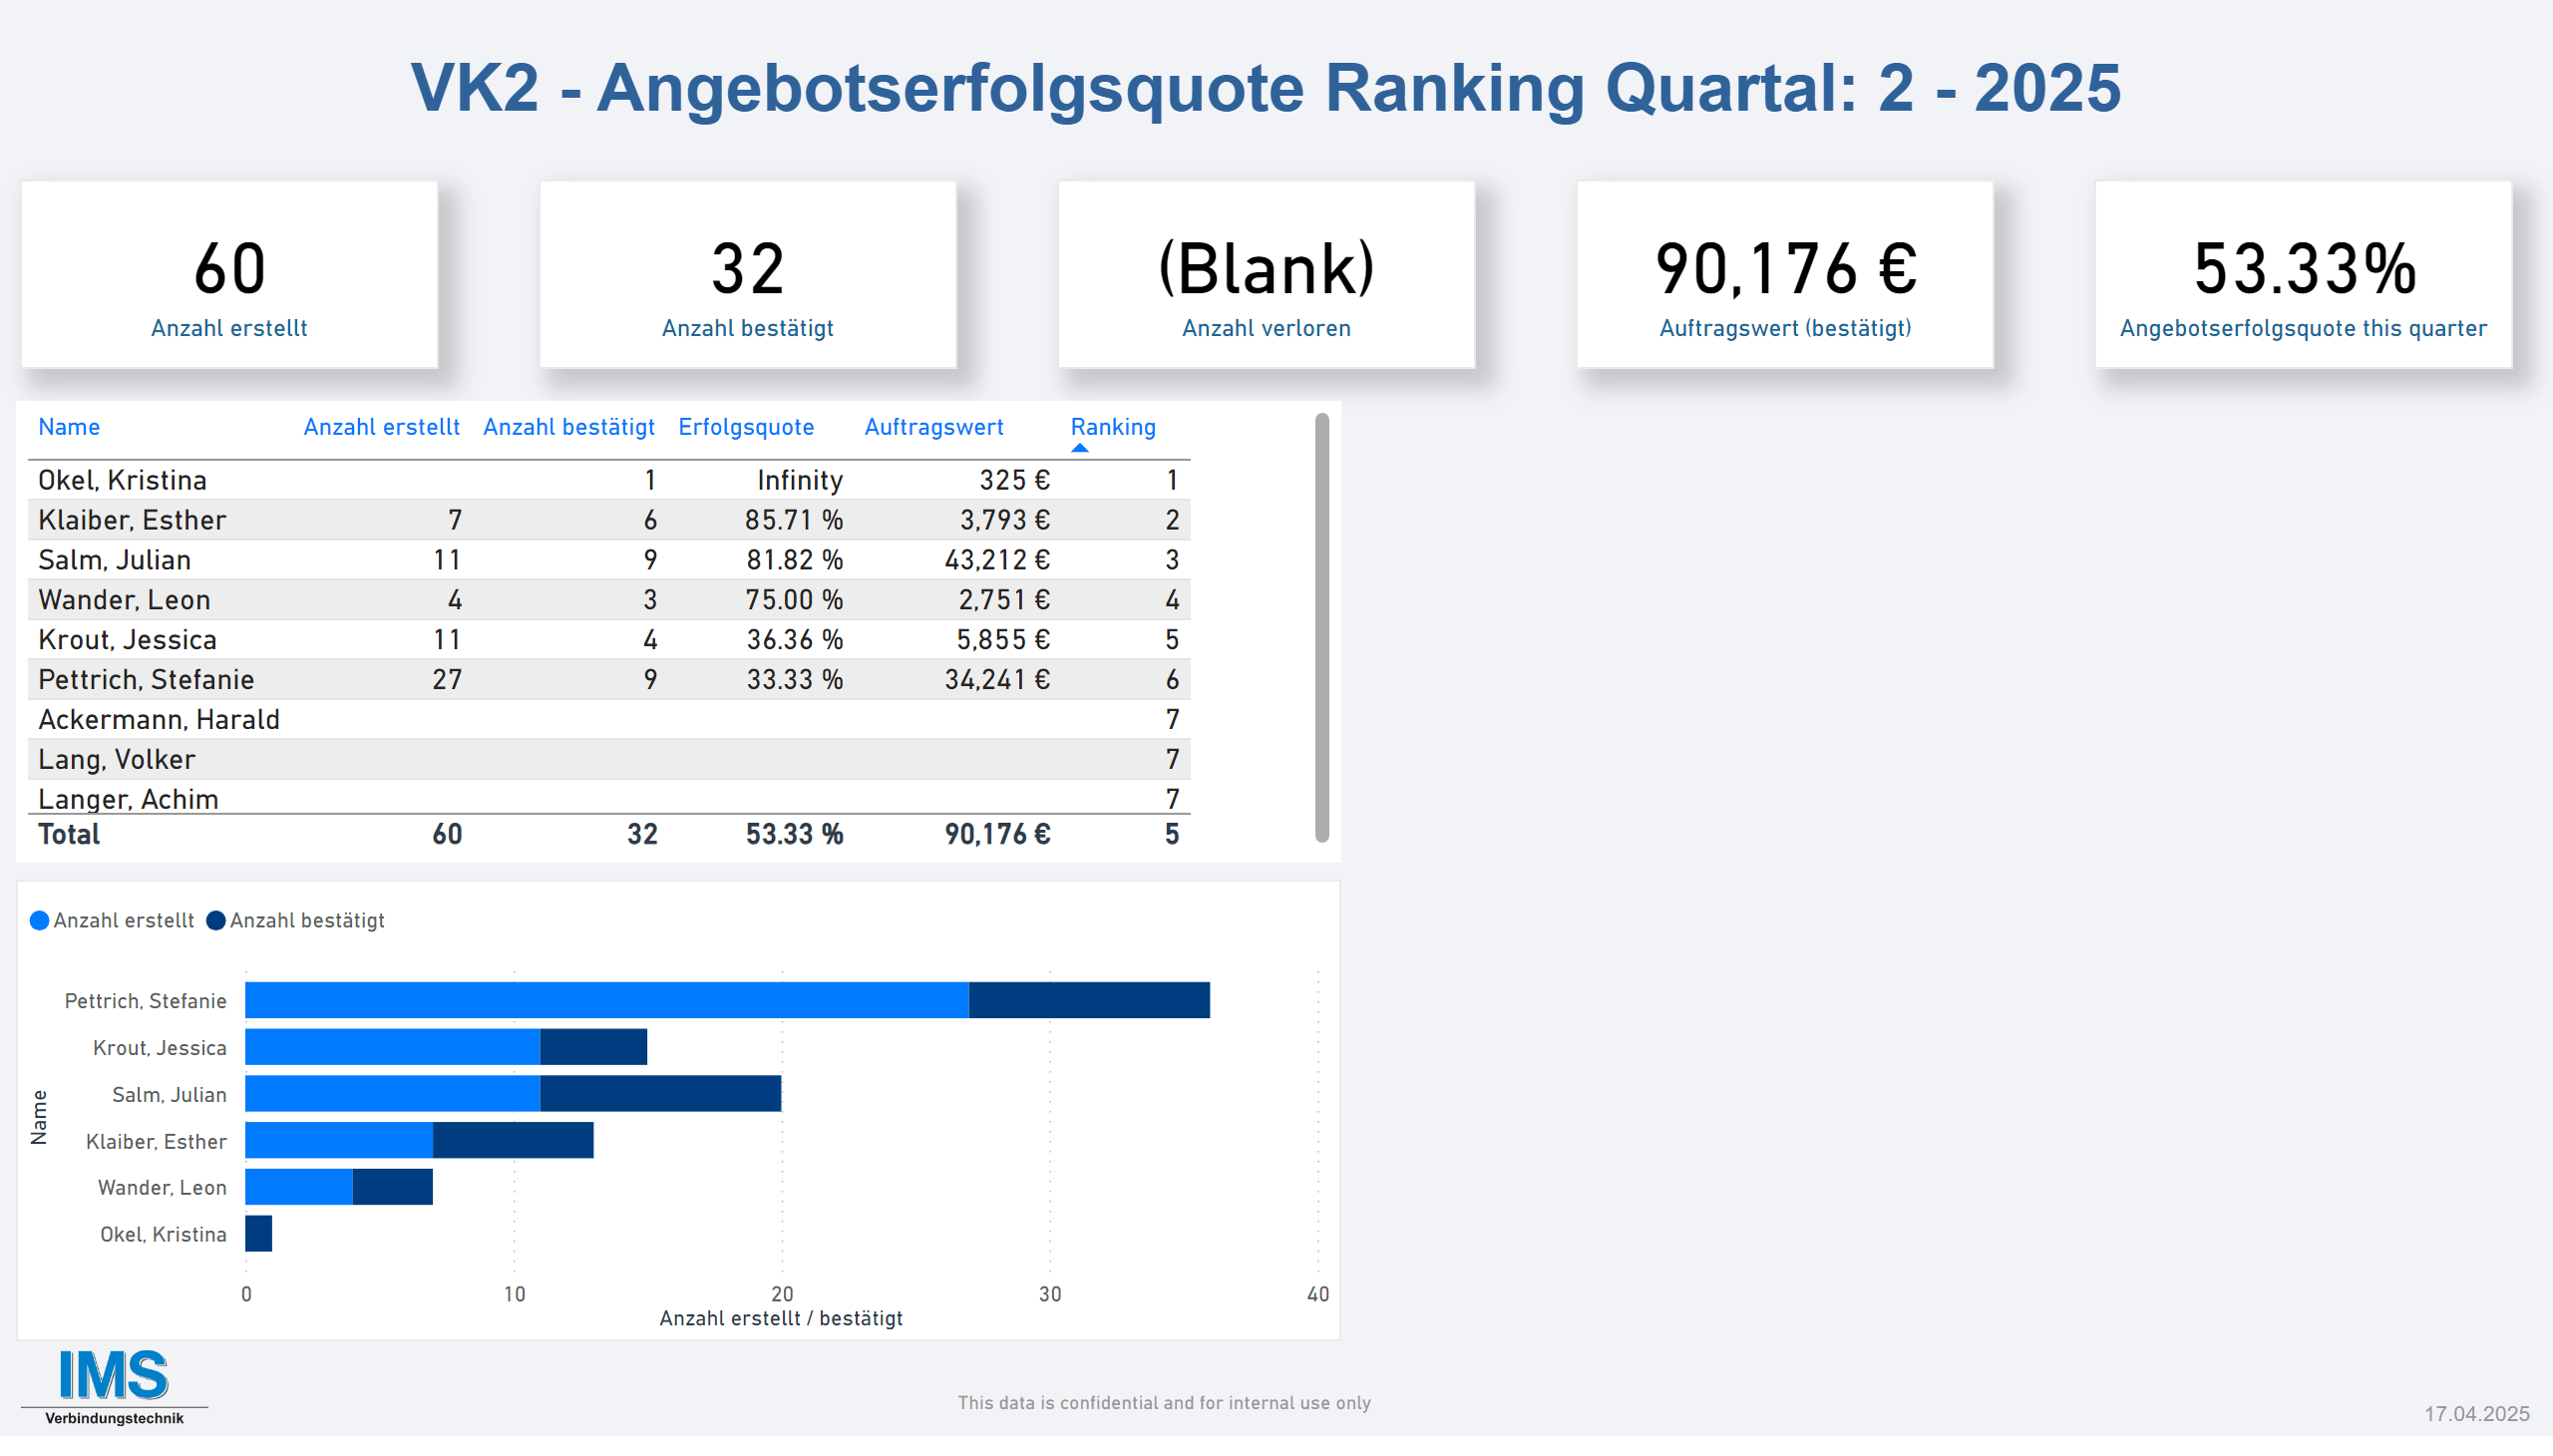 VK2 - Angebotserfolgsquote Ranking Quartal: 2 - 2025
60
Anzahl erstellt
32
Anzahl bestätigt
(Blank)
Anzahl verloren
90,176 €
Auftragswert (bestätigt)
53.33%
Angebotserfolgsquote this quarter
Name Anzahl erstellt Anzahl bestätigt Erfolgsquote Auftragswert Ranking
Okel, Kristina 1 Infinity 325 € 1
Klaiber, Esther 7 6 85.71 % 3,793 € 2
Salm, Julian 11 9 81.82 % 43,212 € 3
Wander, Leon 4 3 75.00 % 2,751 € 4
Krout, Jessica 11 4 36.36 % 5,855 € 5
Pettrich, Stefanie 27 9 33.33 % 34,241 € 6
Ackermann, Harald 7
Lang, Volker 7
Langer, Achim 7
Total 60 32 53.33 % 90,176 € 5
Anzahl erstellt Anzahl bestätigt
Name
Pettrich, Stefanie
Krout, Jessica
Salm, Julian
Klaiber, Esther
Wander, Leon
Okel, Kristina
0 10 20 30 40
Anzahl erstellt / bestätigt
IMS
Verbindungstechnik
This data is confidential and for internal use only
17.04.2025